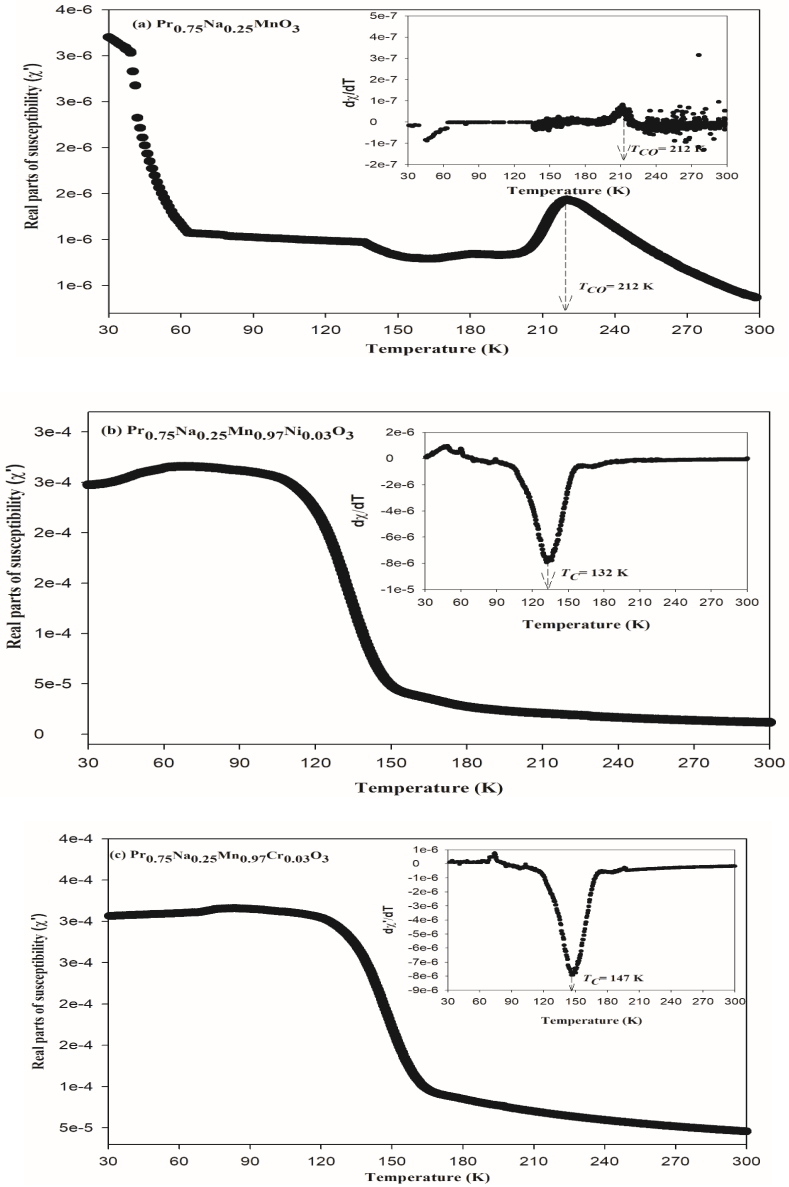 (a) Pr0.75Na0.25MnO3
4e-6
3e-6
3e-6
2e-6
2e-6
1e-6
1e-6
Real parts of susceptibility (χ')
30 60 90 120 150 180 210 240 270 300
Temperature (K)
TCO= 212 K
5e-7
4e-7
3e-7
2e-7
1e-7
0
-1e-7
-2e-7
dχ/dT
TCO= 212 K
30 60 90 120 150 180 210 240 270 300
Temperature (K)
(b) Pr0.75Na0.25Mn0.97Ni0.03O3
3e-4
3e-4
2e-4
2e-4
1e-4
5e-5
0
Real parts of susceptibility (χ')
30 60 90 120 150 180 210 240 270 300
Temperature (K)
2e-6
0
-2e-6
-4e-6
-6e-6
-8e-6
-1e-5
dχ/dT
TC= 132 K
30 60 90 120 150 180 210 240 270 300
Temperature (K)
(c) Pr0.75Na0.25Mn0.97Cr0.03O3
4e-4
4e-4
3e-4
3e-4
2e-4
2e-4
1e-4
5e-5
Real parts of susceptibility (χ')
30 60 90 120 150 180 210 240 270 300
Temperature (K)
1e-6
0
-1e-6
-2e-6
-3e-6
-4e-6
-5e-6
-6e-6
-7e-6
-8e-6
-9e-6
dχ'/dT
TC= 147 K
30 60 90 120 150 180 210 240 270 300
Temperature (K)